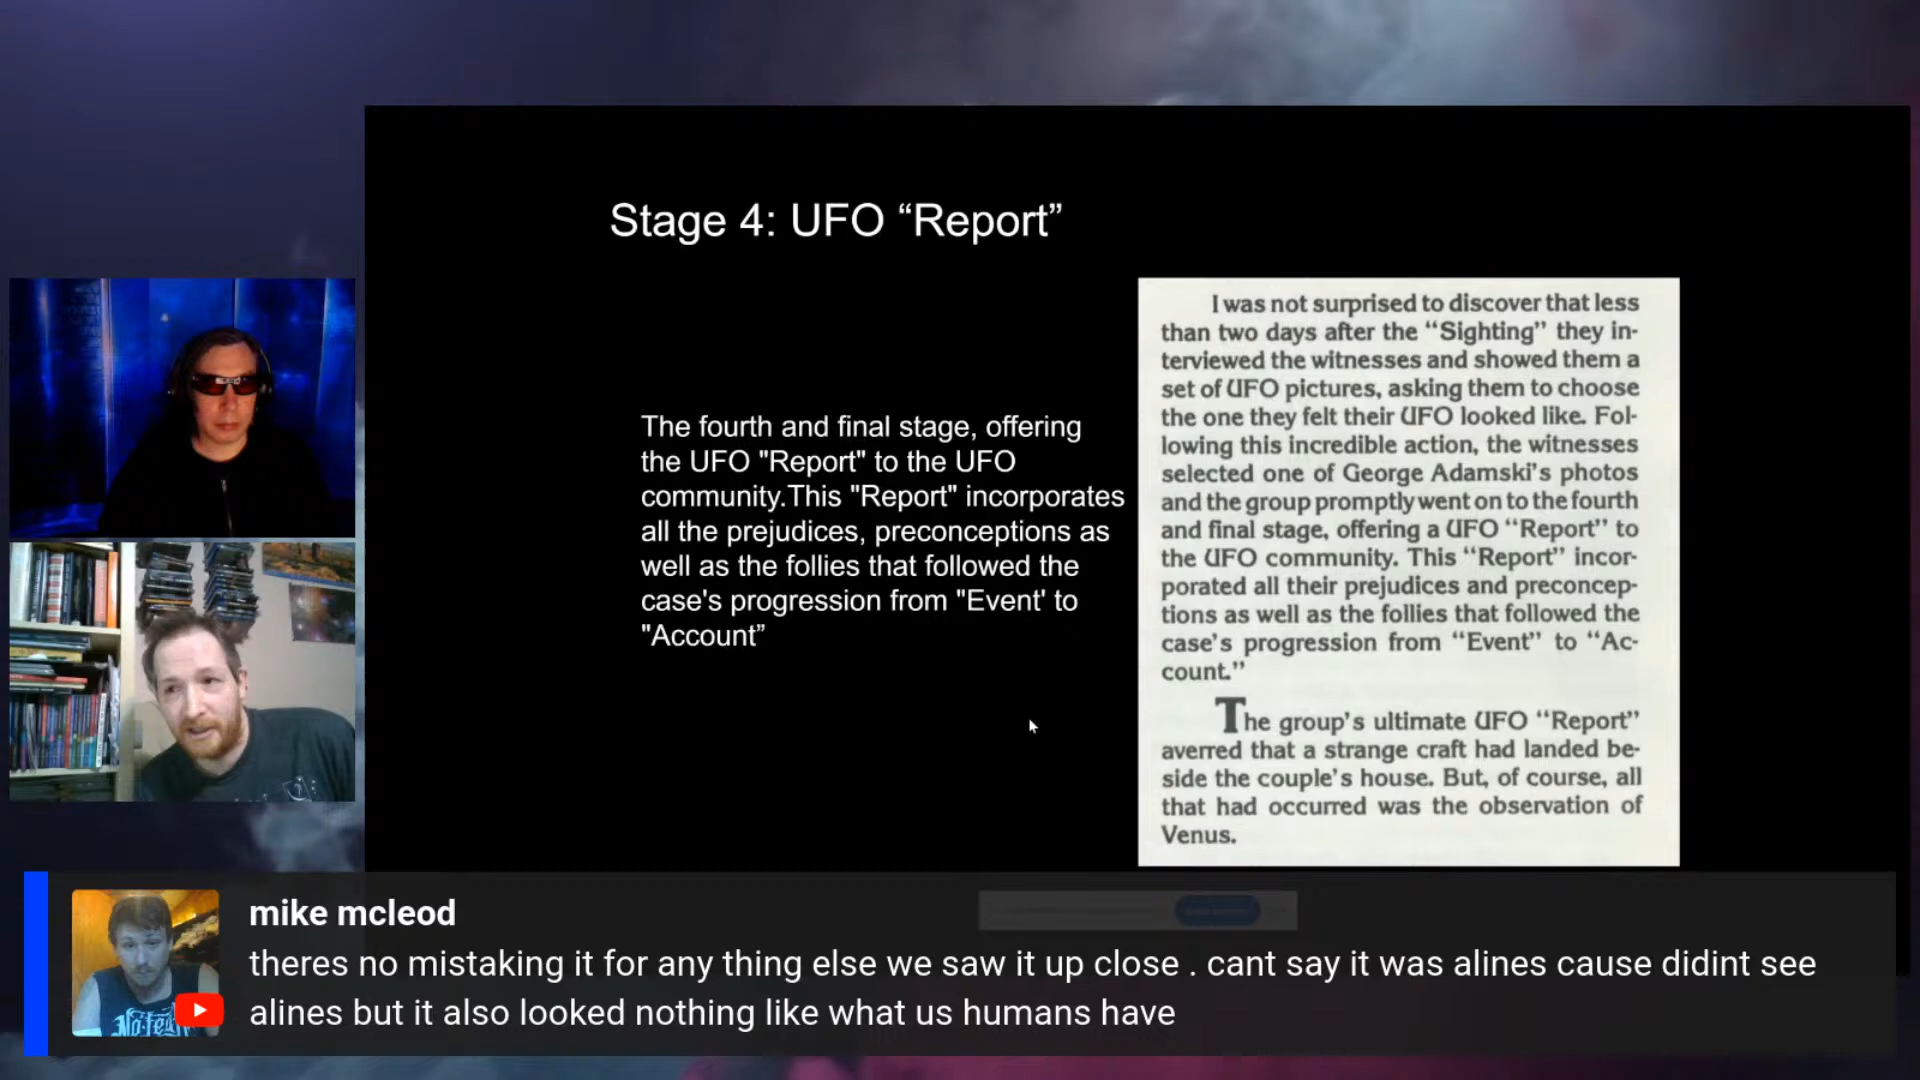 Stage 4: UFO “Report”
The fourth and final stage, offering
the UFO "Report" to the UFO
community.This "Report" incorporates
all the prejudices, preconceptions as
well as the follies that followed the
case's progression from "Event' to
"Account”
I was not surprised to discover that less
than two days after the “Sighting” they in-
terviewed the witnesses and showed them a
set of UFO pictures, asking them to choose
the one they felt their UFO looked like. Fol-
lowing this incredible action, the witnesses
selected one of George Adamski’s photos
and the group promptly went on to the fourth
and final stage, offering a UFO “Report” to
the UFO community. This “Report” incor-
porated all their prejudices and preconcep-
tions as well as the follies that followed the
case’s progression from “Event” to “Ac-
count.”
The group’s ultimate UFO “Report”
averred that a strange craft had landed be-
side the couple’s house. But, of course, all
that had occurred was the observation of
Venus.
mike mcleod
theres no mistaking it for any thing else we saw it up close . cant say it was alines cause didint see
alines but it also looked nothing like what us humans have